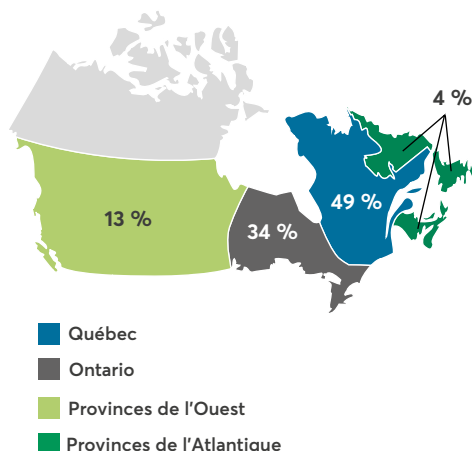 4 %
13 %
34 %
49 %
Québec
Ontario
Provinces de l'Ouest
Provinces de l'Atlantique